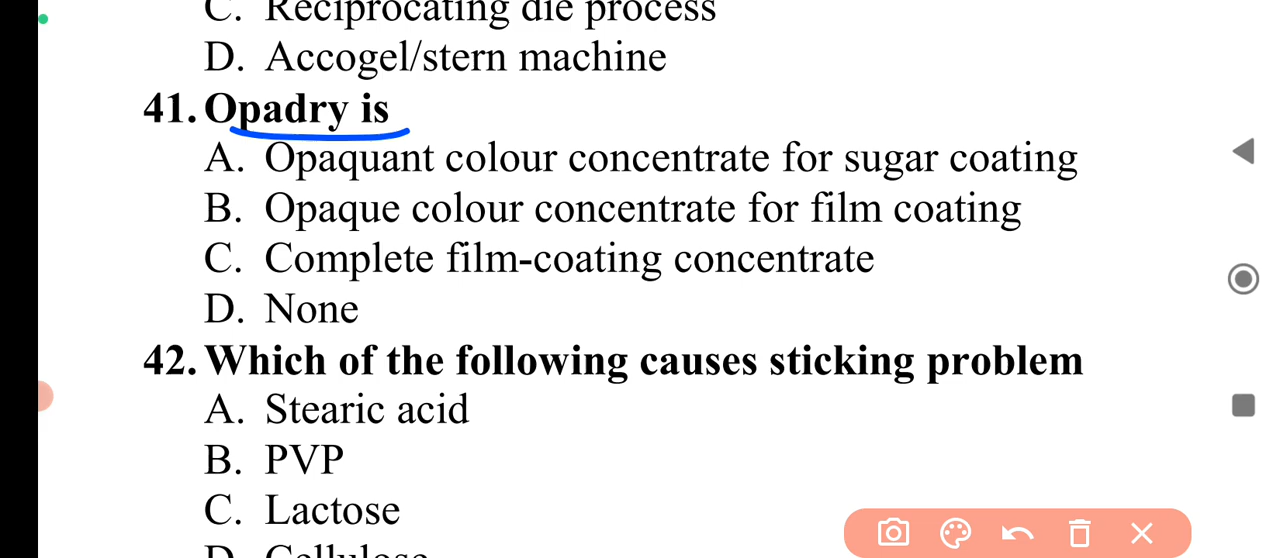 C. Reciprocating die process
D. Accogel/stern machine
41. Opadry is
A. Opaquant colour concentrate for sugar coating
B. Opaque colour concentrate for film coating
C. Complete film-coating concentrate
D. None
42. Which of the following causes sticking problem
A. Stearic acid
B. PVP
C. Lactose
D. Cellulose